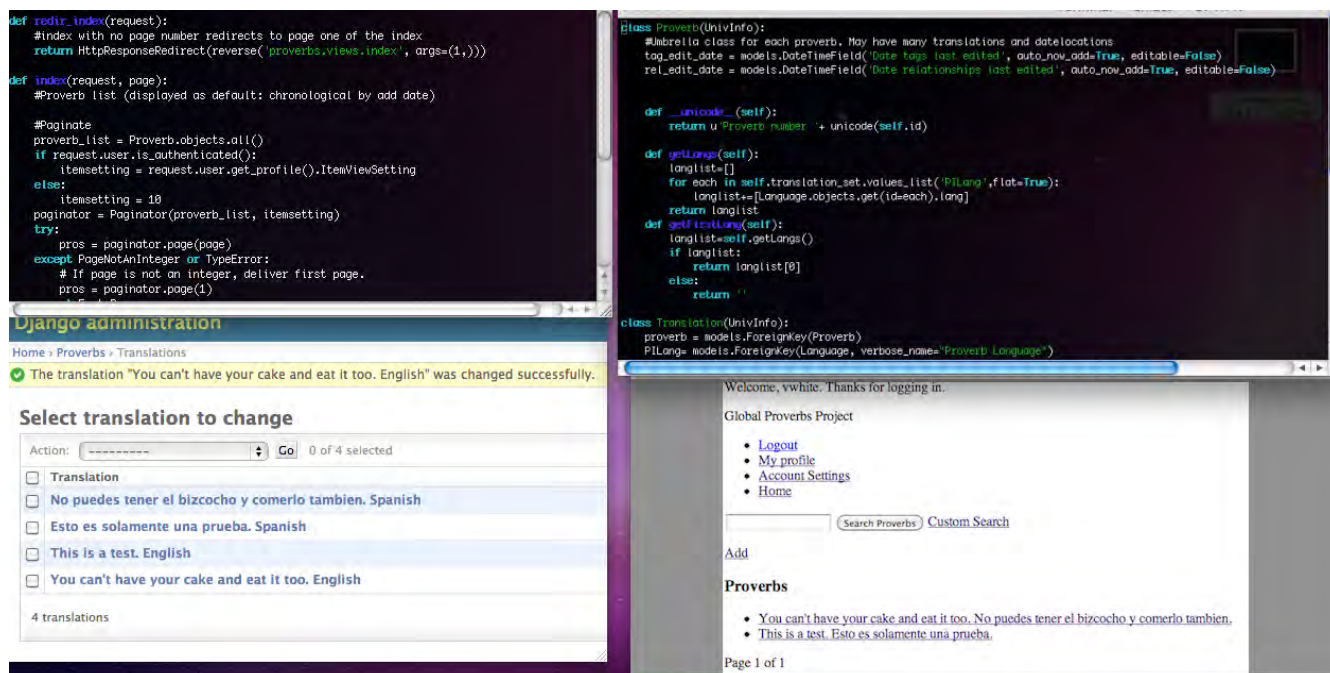 def redir_index(request):
    #index with no page number redirects to page one of the index
    return HttpResponseRedirect(reverse('proverbs.views.index', args=(1,)))
def index(request, page):
    #Proverb list (displayed as default: chronological by add date)
    #Paginate
    proverb_list = Proverb.objects.all()
    if request.user.is_authenticated():
        itemsetting = request.user.get_profile().ItemViewSetting
    else:
        itemsetting = 10
    paginator = Paginator(proverb_list, itemsetting)
    try:
        pros = paginator.page(page)
    except PageNotAnInteger or TypeError:
        # If page is not an integer, deliver first page.
        pros = paginator.page(1)
class Proverb(UnivInfo):
    #Umbrella class for each proverb. May have many translations and datelocations
    tag_edit_date = models.DateTimeField('Date tags last edited', auto_now_add=True, editable=False)
    rel_edit_date = models.DateTimeField('Date relationships last edited', auto_now_add=True, editable=False)
    def __unicode__(self):
        return u'Proverb number '+ unicode(self.id)
    def getLangs(self):
        langlist=[]
        for each in self.translation_set.values_list('PILang',flat=True):
            langlist+=[Language.objects.get(id=each).lang]
        return langlist
    def getFirstLang(self):
        langlist=self.getLangs()
        if langlist:
            return langlist[0]
        else:
            return ''
class Translation(UnivInfo):
    proverb = models.ForeignKey(Proverb)
    PILang= models.ForeignKey(Language, verbose_name="Proverb Language")
Django administration
Home › Proverbs › Translations
The translation "You can't have your cake and eat it too. English" was changed successfully.
Select translation to change
Action: --------- Go 0 of 4 selected
Translation
No puedes tener el bizcocho y comerlo tambien. Spanish
Esto es solamente una prueba. Spanish
This is a test. English
You can't have your cake and eat it too. English
4 translations
Welcome, vwhite. Thanks for logging in.
Global Proverbs Project
Logout
My profile
Account Settings
Home
Search Proverbs Custom Search
Add
Proverbs
You can't have your cake and eat it too. No puedes tener el bizcocho y comerlo tambien.
This is a test. Esto es solamente una prueba.
Page 1 of 1